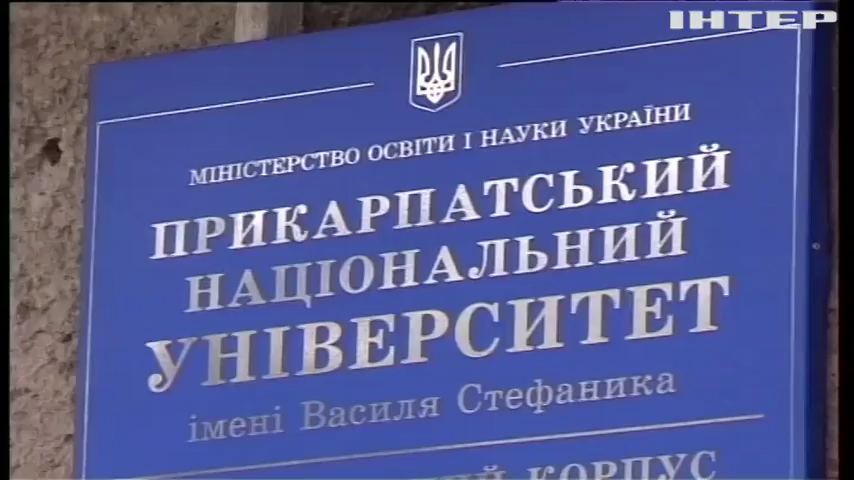 ІНТЕР
МІНІСТЕРСТВО ОСВІТИ І НАУКИ УКРАЇНИ
ПРИКАРПАТСЬКИЙ
НАЦІОНАЛЬНИЙ
УНІВЕРСИТЕТ
імені Василя Стефаника
КОРПУС